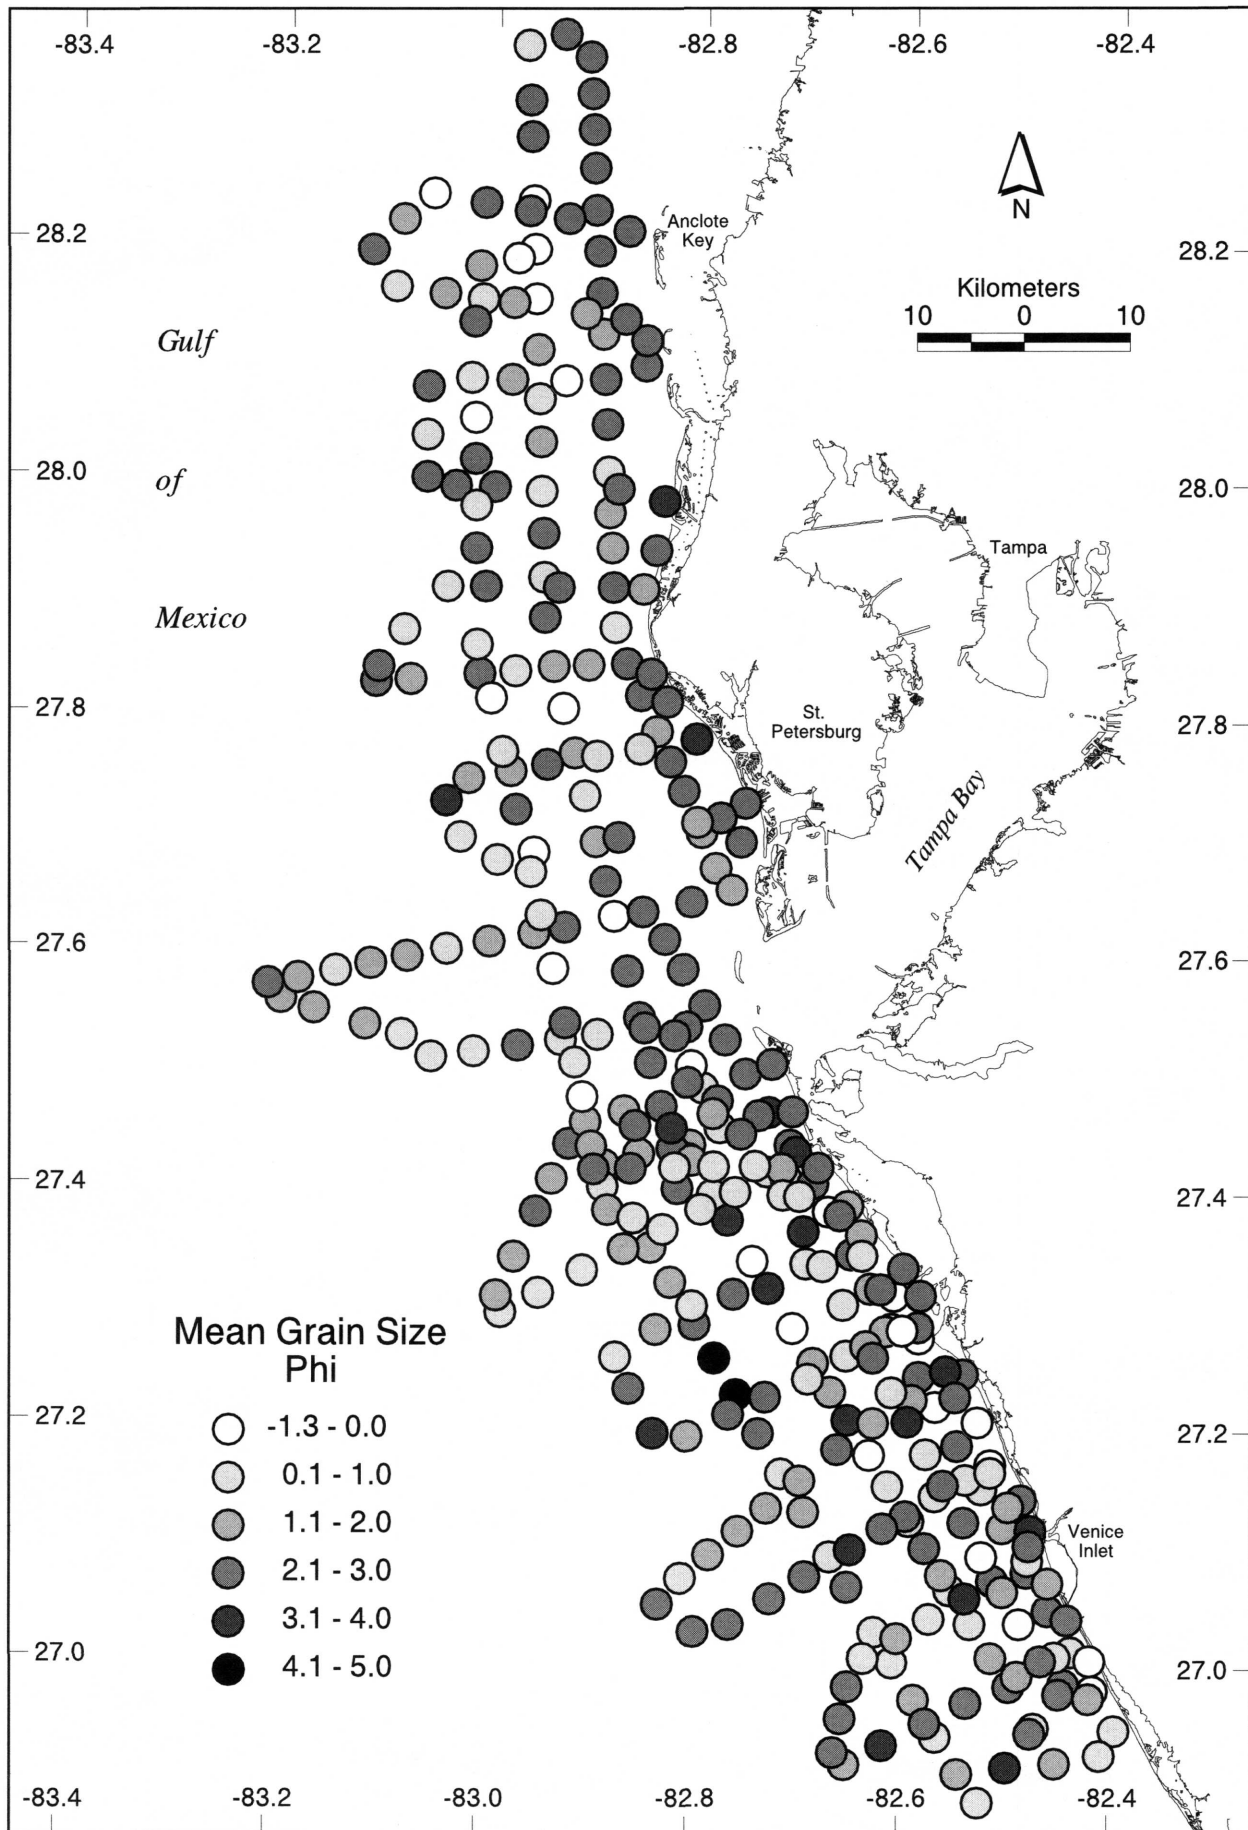 -83.4 -83.2 -82.8 -82.6 -82.4
Anclote
Key
N
28.2 28.2
Kilometers
10 0 10
Gulf
28.0 of 28.0
Tampa
Mexico
27.8 27.8
St.
Petersburg
Tampa Bay
27.6 27.6
27.4 27.4
Mean Grain Size
Phi
-1.3 - 0.0
0.1 - 1.0
1.1 - 2.0
2.1 - 3.0
3.1 - 4.0
4.1 - 5.0
27.2 27.2
Venice
Inlet
27.0 27.0
-83.4 -83.2 -83.0 -82.8 -82.6 -82.4